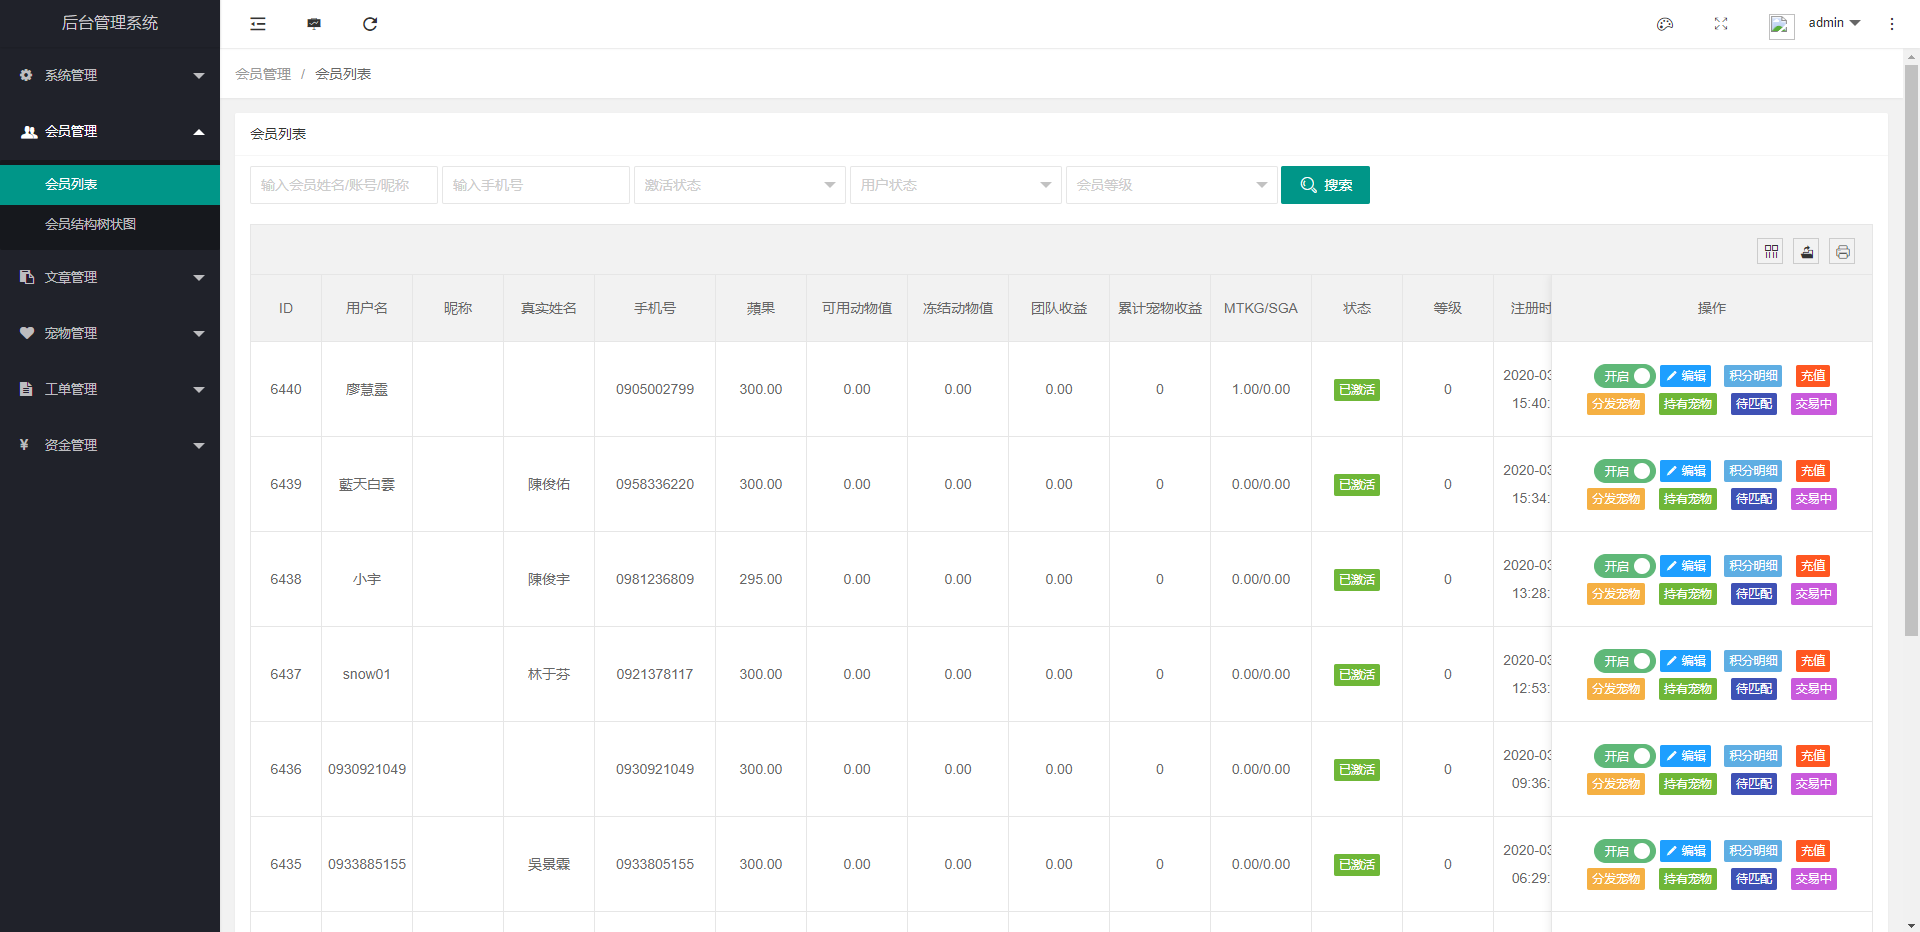 后台管理系统
admin
系统管理
会员管理
会员列表
会员结构树状图
文章管理
宠物管理
工单管理
资金管理
会员管理 / 会员列表
会员列表
输入会员姓名/账号/昵称 输入手机号 激活状态 用户状态 会员等级 搜索
ID 用户名 昵称 真实姓名 手机号 蘋果 可用动物值 冻结动物值 团队收益 累计宠物收益 MTKG/SGA 状态 等级 注册时 操作
6440 廖慧靈 0905002799 300.00 0.00 0.00 0.00 0 1.00/0.00 已激活 0 2020-03 15:40: 开启 编辑 积分明细 充值
分发宠物 持有宠物 待匹配 交易中
6439 藍天白雲 陳俊佑 0958336220 300.00 0.00 0.00 0.00 0 0.00/0.00 已激活 0 2020-03 15:34: 开启 编辑 积分明细 充值
分发宠物 持有宠物 待匹配 交易中
6438 小宇 陳俊宇 0981236809 295.00 0.00 0.00 0.00 0 0.00/0.00 已激活 0 2020-03 13:28: 开启 编辑 积分明细 充值
分发宠物 持有宠物 待匹配 交易中
6437 snow01 林于芬 0921378117 300.00 0.00 0.00 0.00 0 0.00/0.00 已激活 0 2020-03 12:53: 开启 编辑 积分明细 充值
分发宠物 持有宠物 待匹配 交易中
6436 0930921049 0930921049 300.00 0.00 0.00 0.00 0 0.00/0.00 已激活 0 2020-03 09:36: 开启 编辑 积分明细 充值
分发宠物 持有宠物 待匹配 交易中
6435 0933885155 吳景霖 0933805155 300.00 0.00 0.00 0.00 0 0.00/0.00 已激活 0 2020-03 06:29: 开启 编辑 积分明细 充值
分发宠物 持有宠物 待匹配 交易中